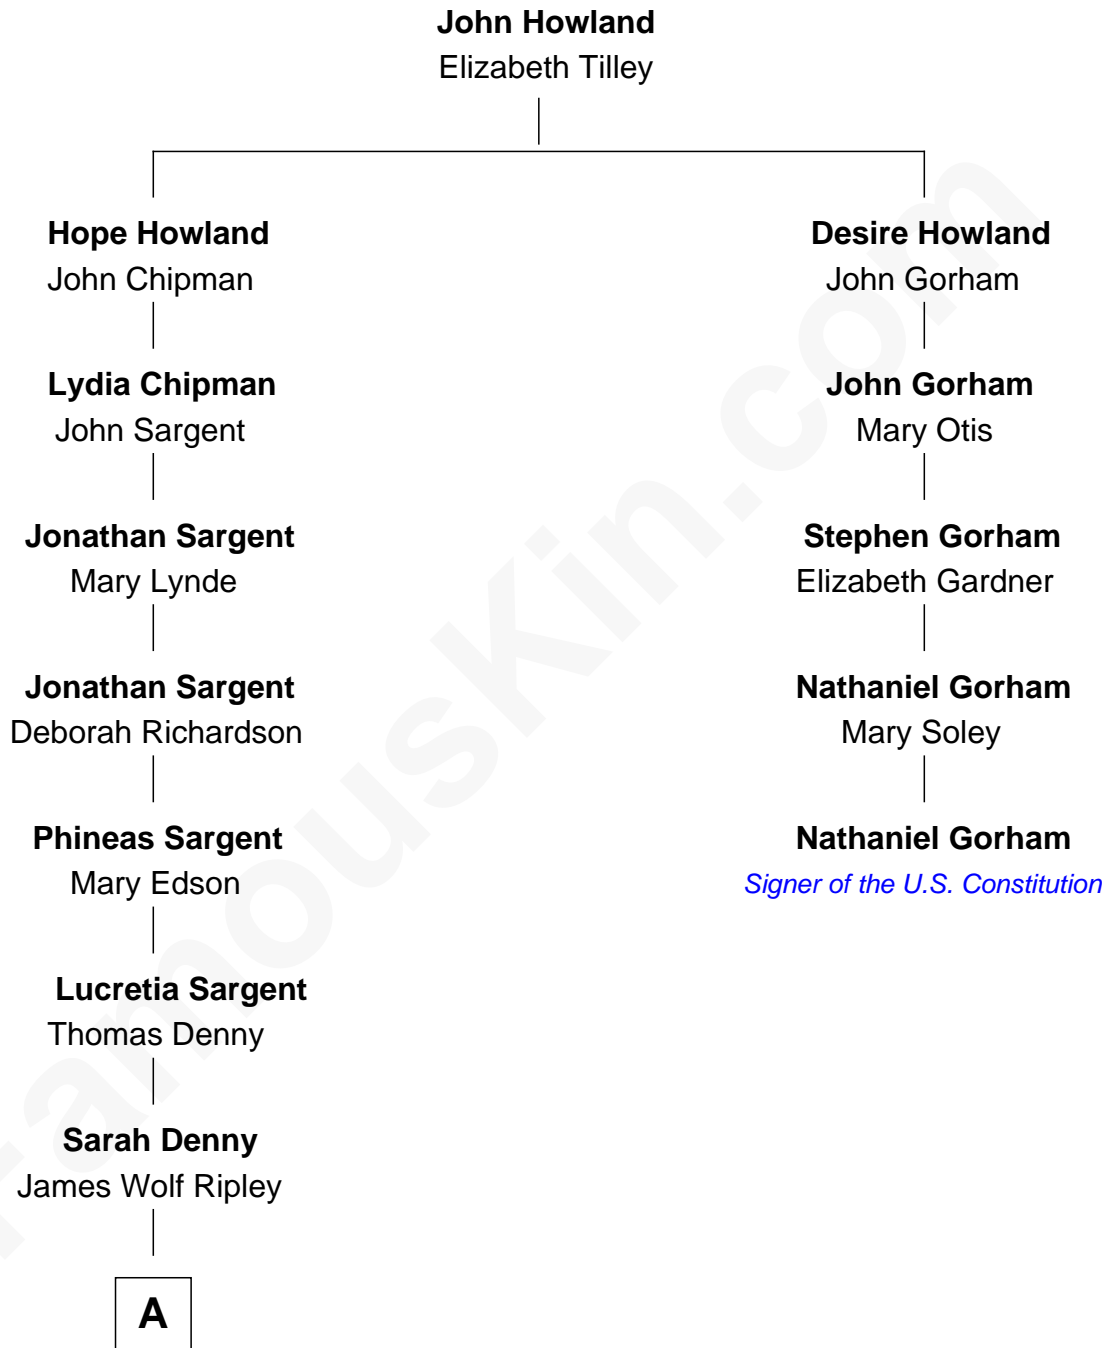 John Howland
Elizabeth Tilley
Hope Howland
John Chipman
Lydia Chipman
John Sargent
Jonathan Sargent
Mary Lynde
Jonathan Sargent
Deborah Richardson
Phineas Sargent
Mary Edson
Lucretia Sargent
Thomas Denny
Sarah Denny
James Wolf Ripley
A
Desire Howland
John Gorham
John Gorham
Mary Otis
Stephen Gorham
Elizabeth Gardner
Nathaniel Gorham
Mary Soley
Nathaniel Gorham
Signer of the U.S. Constitution
FamousKin.com